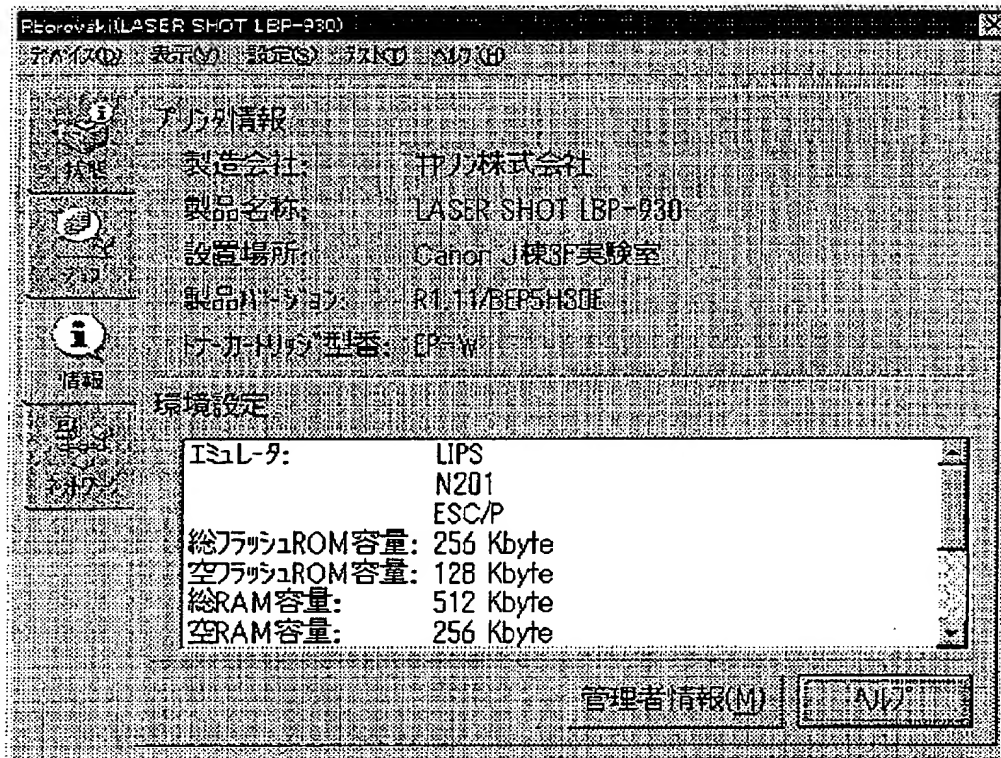 (LASER SHOT LBP-930)
デバイス(D) 表示(V) 設定(S) テスト(T) ヘルプ(H)
状態
プリンタ情報
製造会社: キヤノン株式会社
製品名称: LASER SHOT LBP-930
設置場所: Canon J棟3F実験室
製品バージョン: R1.11/BEP5H30E
トナーカートリッジ型番: EP-W
情報
ネットワーク
環境設定
エミュレータ: LIPS
N201
ESC/P
総フラッシュROM容量: 256 Kbyte
空フラッシュROM容量: 128 Kbyte
総RAM容量: 512 Kbyte
空RAM容量: 256 Kbyte
管理者情報(M) ヘルプ